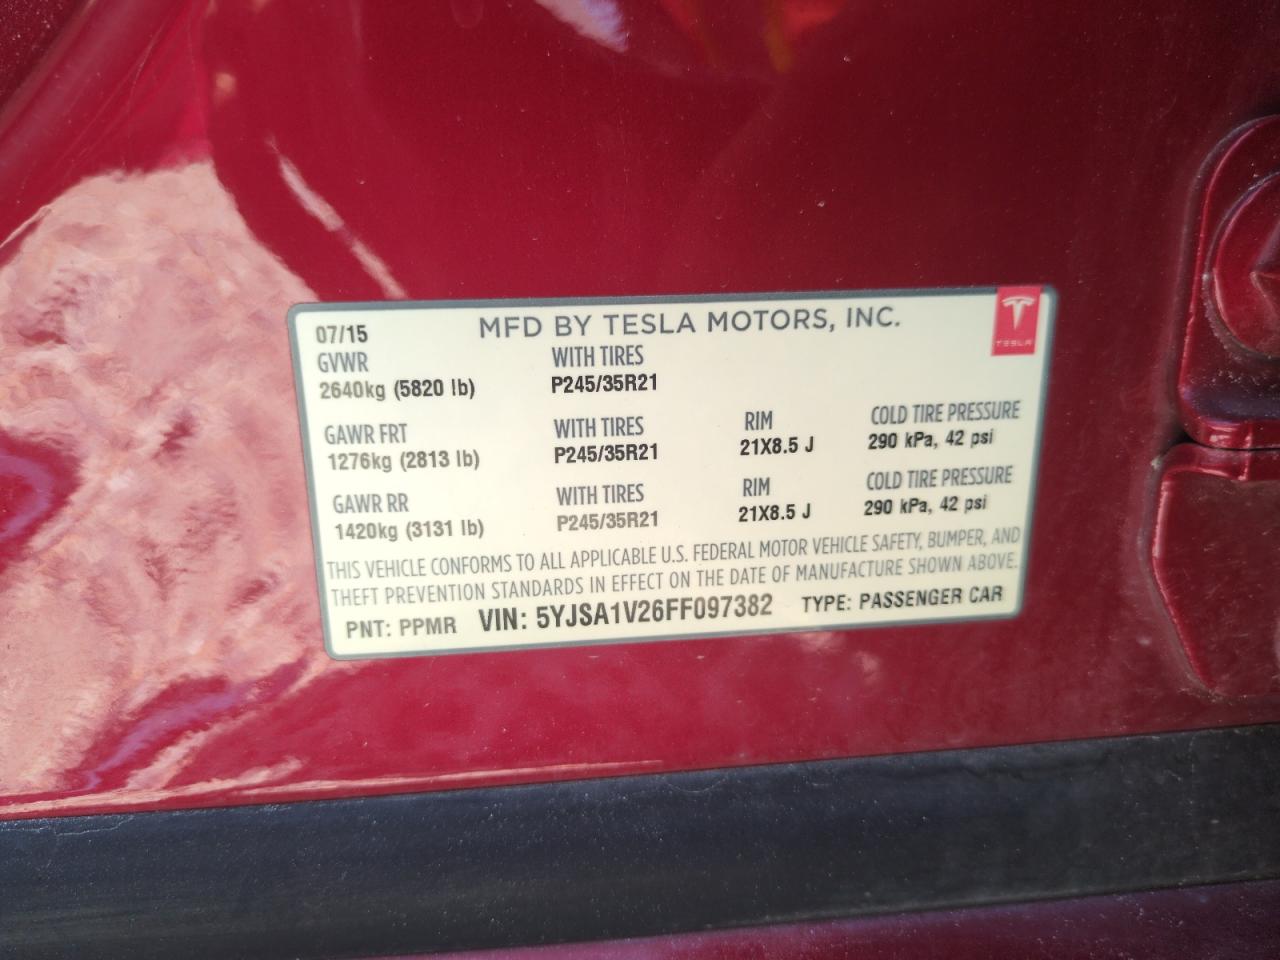 07/15 MFD BY TESLA MOTORS, INC.
TESLA
GVWR WITH TIRES
2640kg (5820 lb) P245/35R21
GAWR FRT WITH TIRES RIM COLD TIRE PRESSURE
1276kg (2813 lb) P245/35R21 21X8.5 J 290 kPa, 42 psi
GAWR RR WITH TIRES RIM COLD TIRE PRESSURE
1420kg (3131 lb) P245/35R21 21X8.5 J 290 kPa, 42 psi
THIS VEHICLE CONFORMS TO ALL APPLICABLE U.S. FEDERAL MOTOR VEHICLE SAFETY, BUMPER, AND
THEFT PREVENTION STANDARDS IN EFFECT ON THE DATE OF MANUFACTURE SHOWN ABOVE.
PNT: PPMR VIN: 5YJSA1V26FF097382 TYPE: PASSENGER CAR